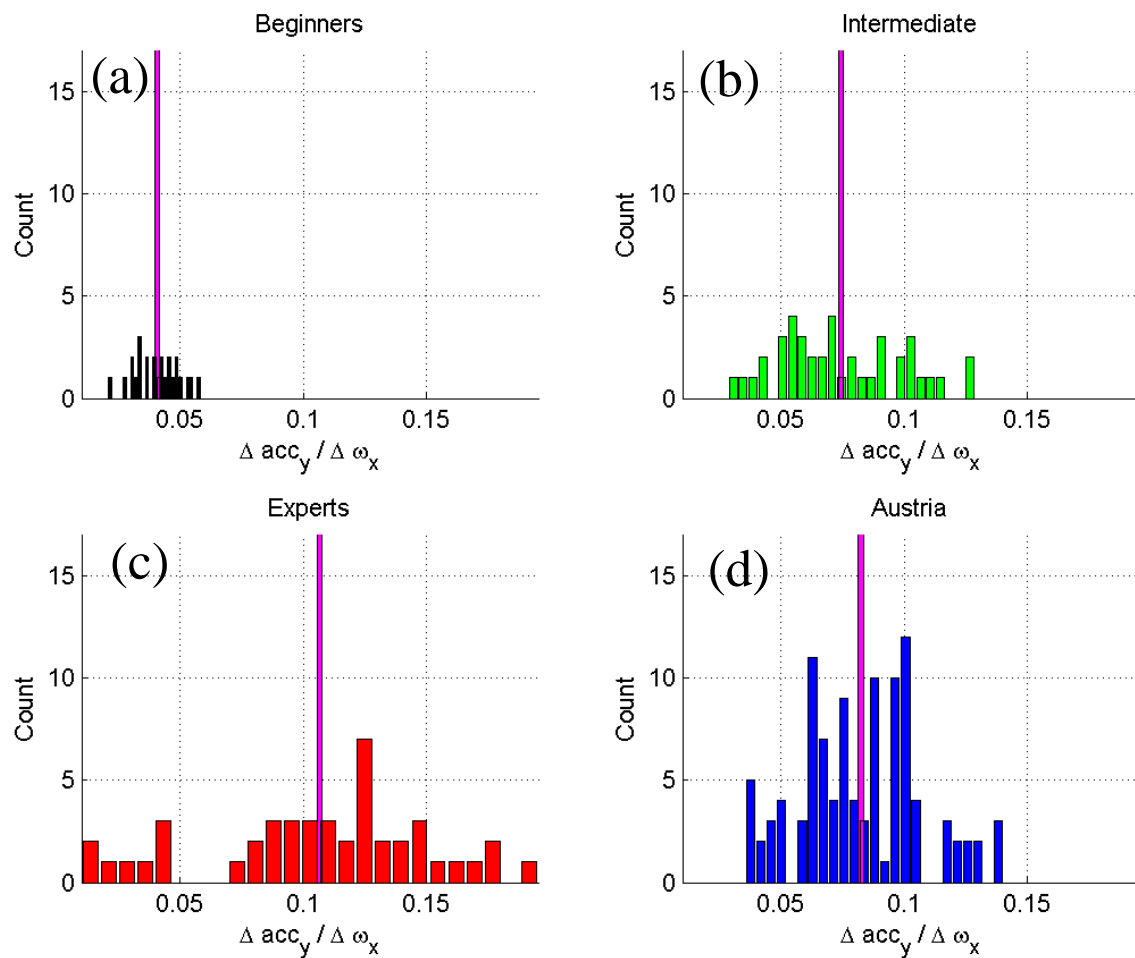 Beginners
(a)
15
10
5
0
Count
0.05 0.1 0.15
Δ acc_y / Δ ω_x
Intermediate
(b)
15
10
5
0
Count
0.05 0.1 0.15
Δ acc_y / Δ ω_x
Experts
(c)
15
10
5
0
Count
0.05 0.1 0.15
Δ acc_y / Δ ω_x
Austria
(d)
15
10
5
0
Count
0.05 0.1 0.15
Δ acc_y / Δ ω_x